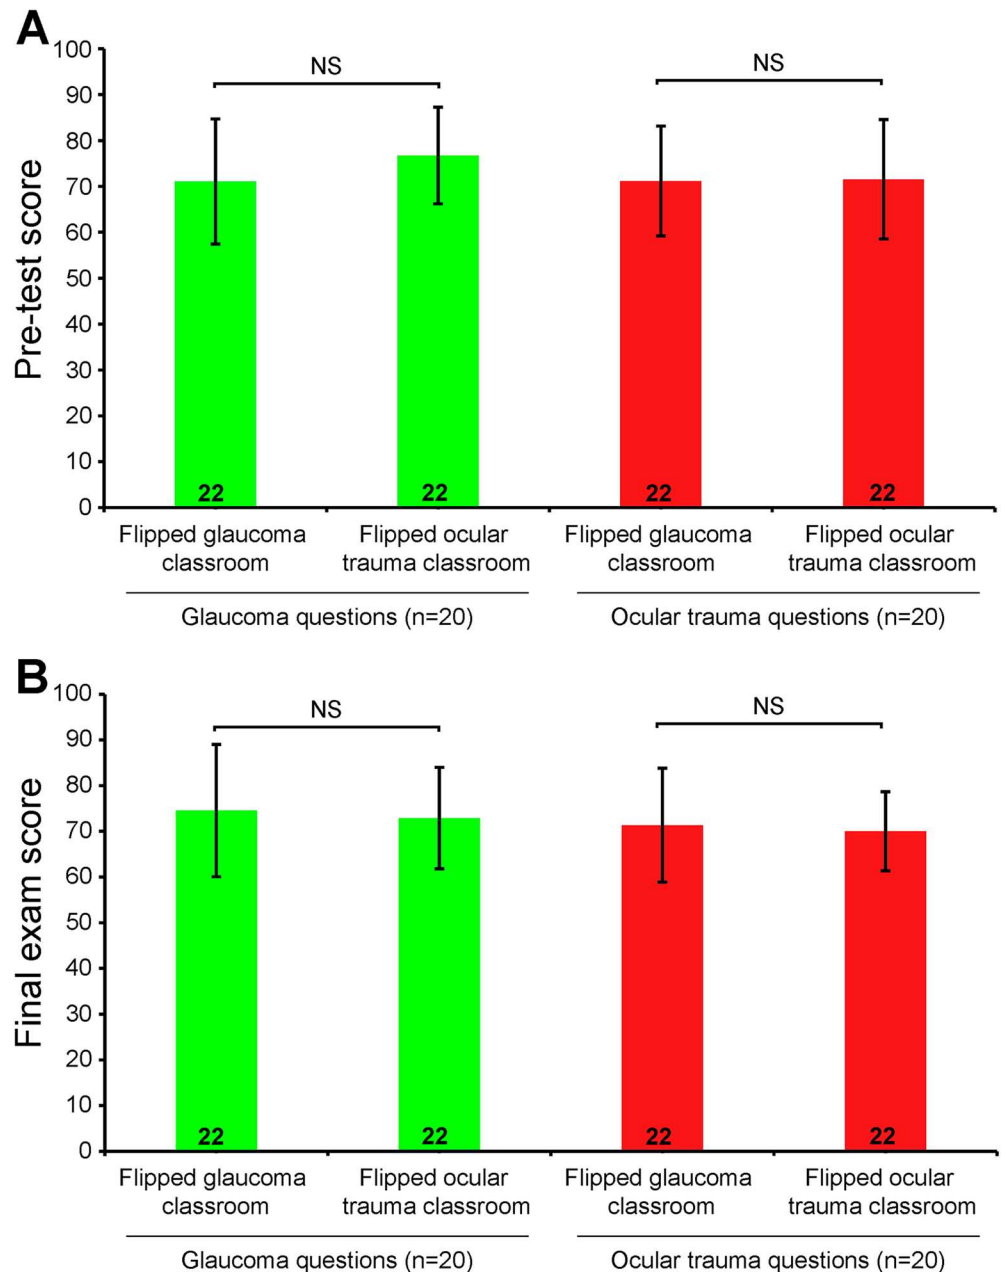 A
100
90
80
70
60
50
40
30
20
10
0
Pre-test score
NS
NS
22
22
22
22
Flipped glaucoma
classroom
Flipped ocular
trauma classroom
Flipped glaucoma
classroom
Flipped ocular
trauma classroom
Glaucoma questions (n=20)
Ocular trauma questions (n=20)
B
100
90
80
70
60
50
40
30
20
10
0
Final exam score
NS
NS
22
22
22
22
Flipped glaucoma
classroom
Flipped ocular
trauma classroom
Flipped glaucoma
classroom
Flipped ocular
trauma classroom
Glaucoma questions (n=20)
Ocular trauma questions (n=20)